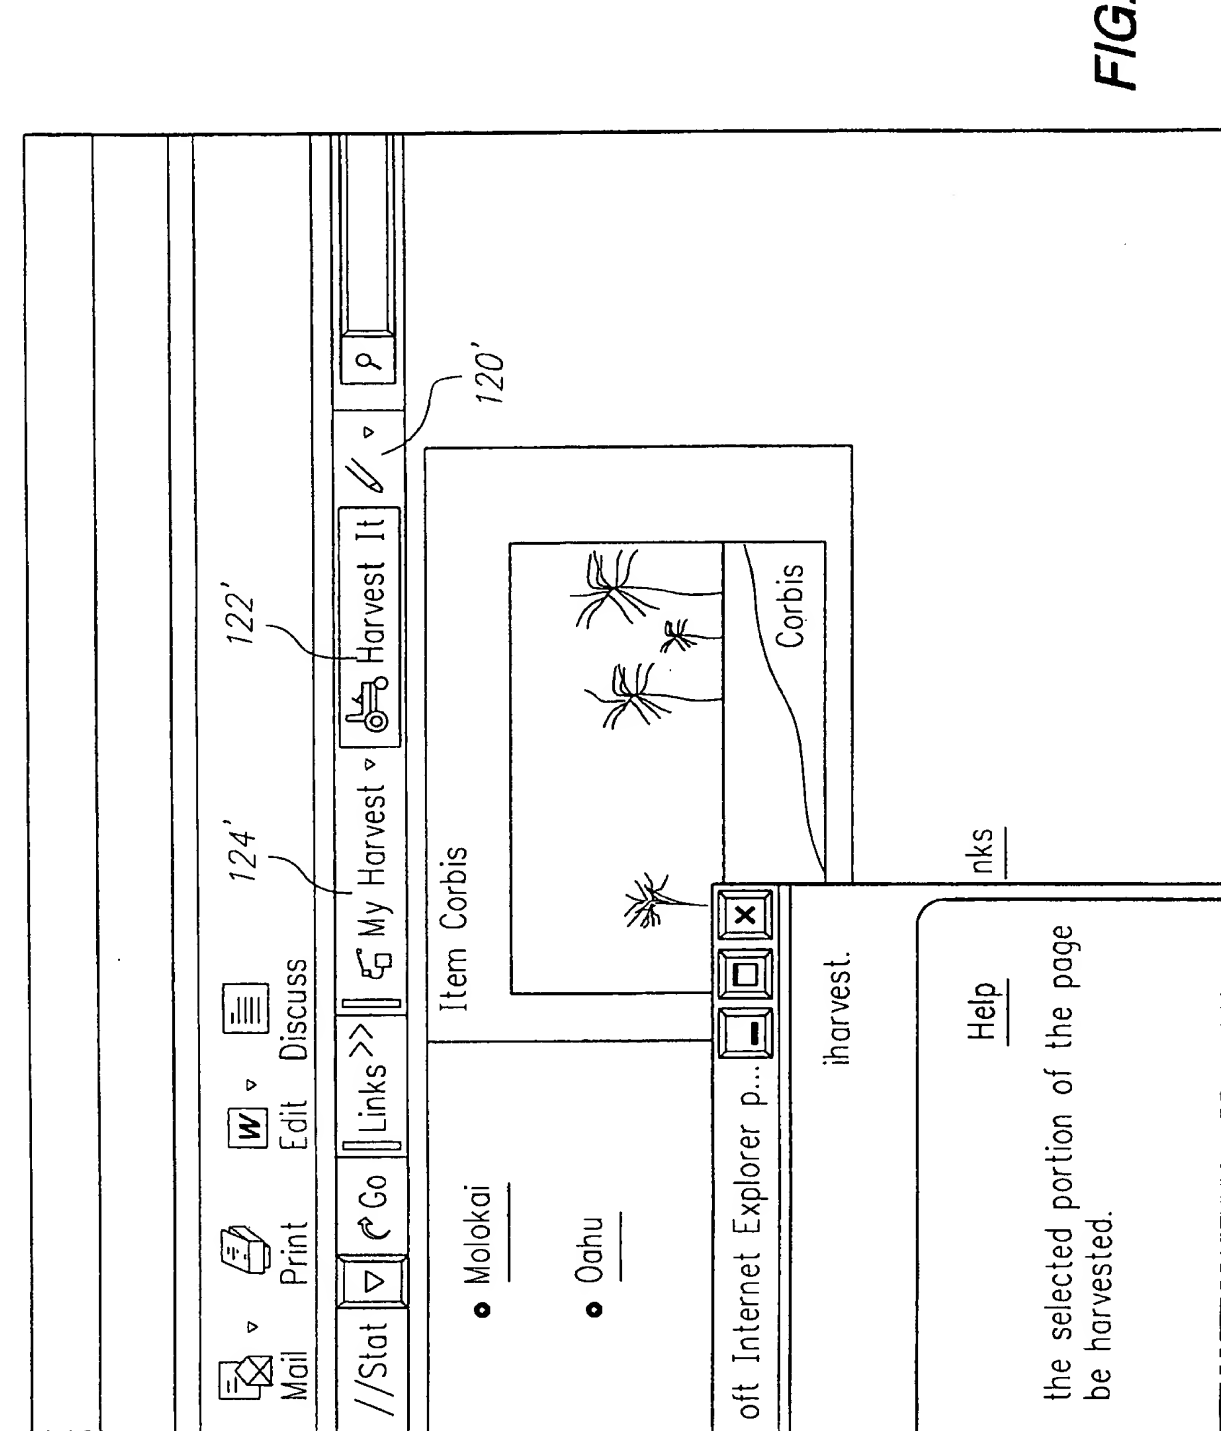 Mail Print Edit Discuss
W
124' 122' 120'
//Stat Go Links >> My Harvest Harvest It
Item Corbis
• Molokai
• Oahu
Corbis
oft Internet Explorer p...
iharvest.
Help nks
the selected portion of the page
be harvested.
FIG.